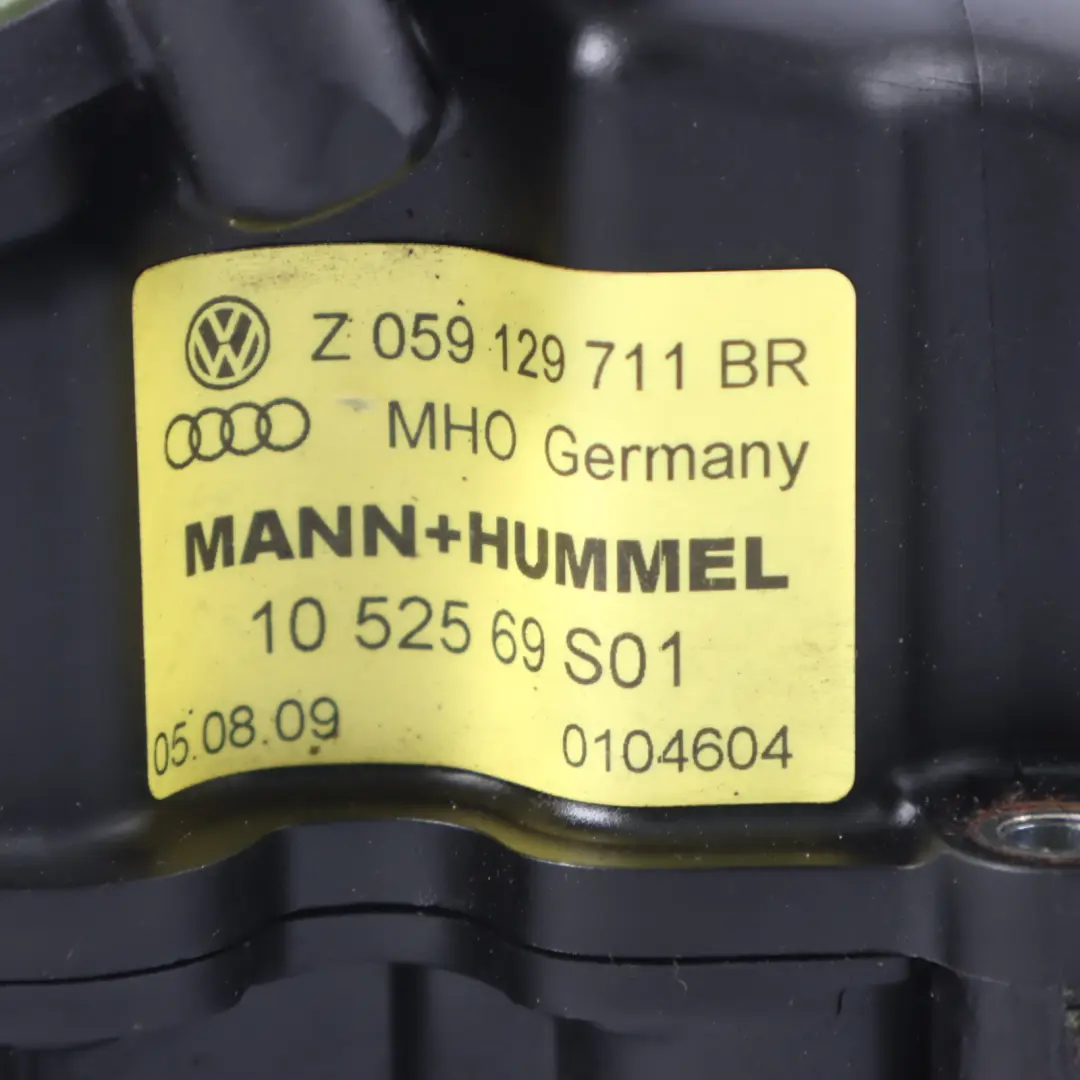 Z 059 129 711 BR
MHO Germany
MANN+HUMMEL
10 525 69 S01
05.08.09 0104604